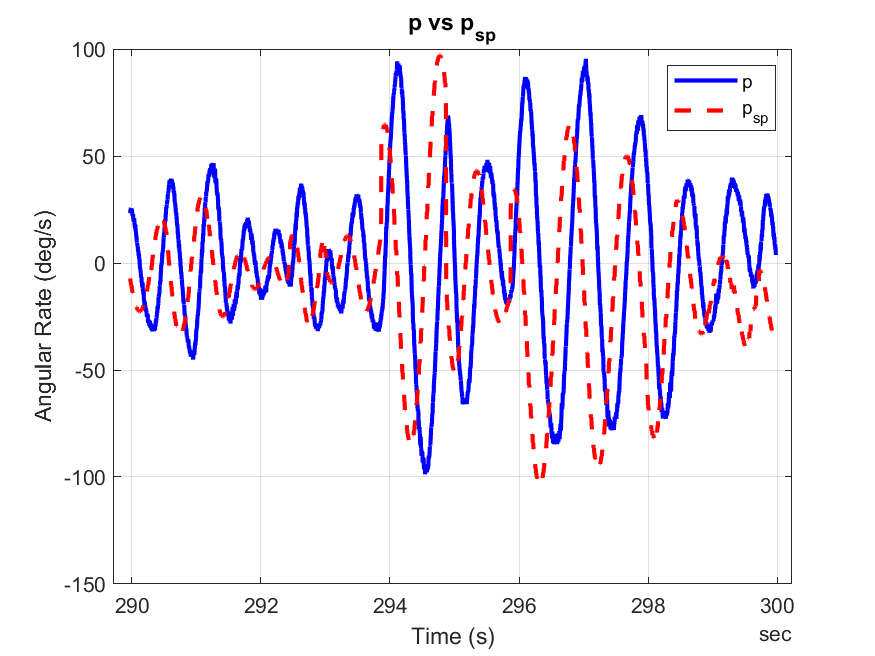 p vs p_sp
p
p_sp
100
50
0
-50
-100
-150
Angular Rate (deg/s)
290 292 294 296 298 300
Time (s)
sec